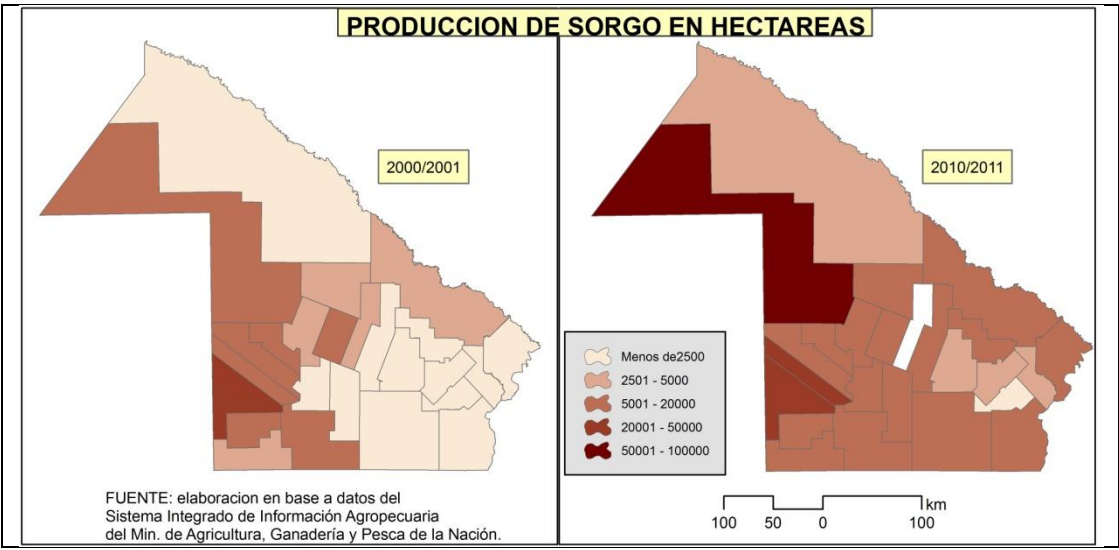 PRODUCCION DE SORGO EN HECTAREAS
2000/2001
2010/2011
Menos de2500
2501 - 5000
5001 - 20000
20001 - 50000
50001 - 100000
FUENTE: elaboracion en base a datos del
Sistema Integrado de Información Agropecuaria
del Min. de Agricultura, Ganadería y Pesca de la Nación.
km
100 50 0 100